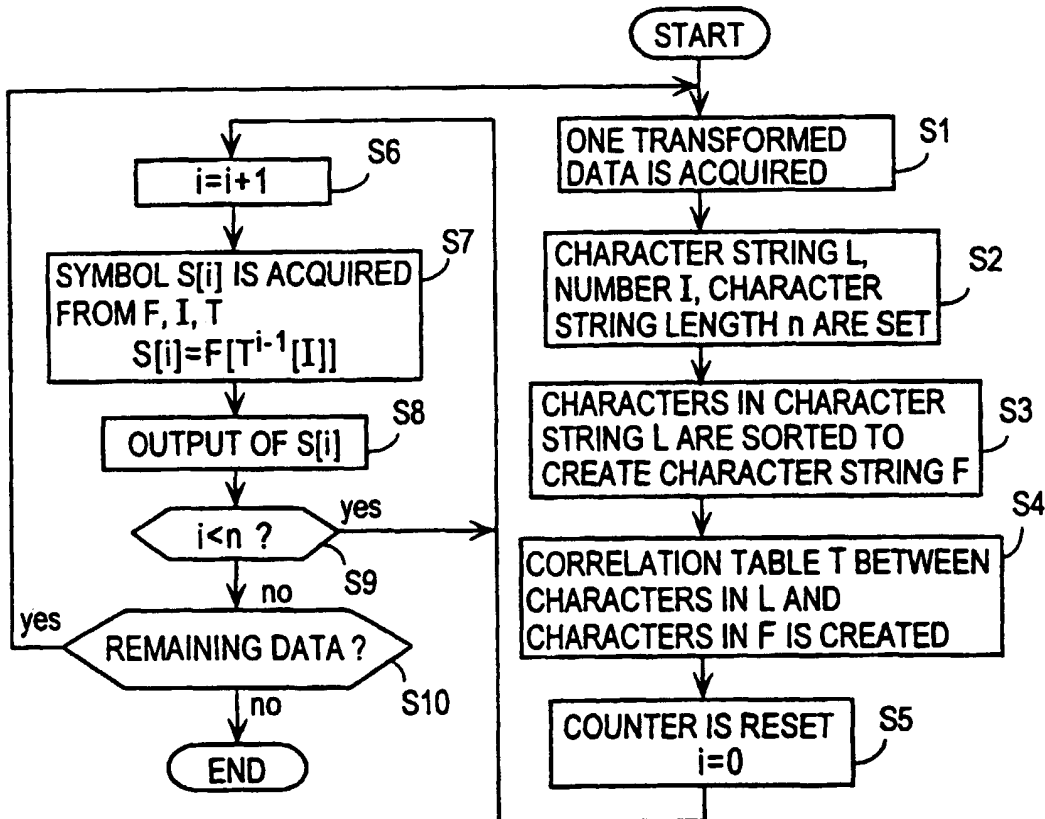 START
ONE TRANSFORMED
DATA IS ACQUIRED
S1
CHARACTER STRING L,
NUMBER I, CHARACTER
STRING LENGTH n ARE SET
S2
CHARACTERS IN CHARACTER
STRING L ARE SORTED TO
CREATE CHARACTER STRING F
S3
CORRELATION TABLE T BETWEEN
CHARACTERS IN L AND
CHARACTERS IN F IS CREATED
S4
COUNTER IS RESET
i=0
S5
i=i+1
S6
SYMBOL S[i] IS ACQUIRED
FROM F, I, T
S[i]=F[T^{i-1}[I]]
S7
OUTPUT OF S[i]
S8
i<n ?
yes
S9
no
REMAINING DATA ?
yes
S10
no
END